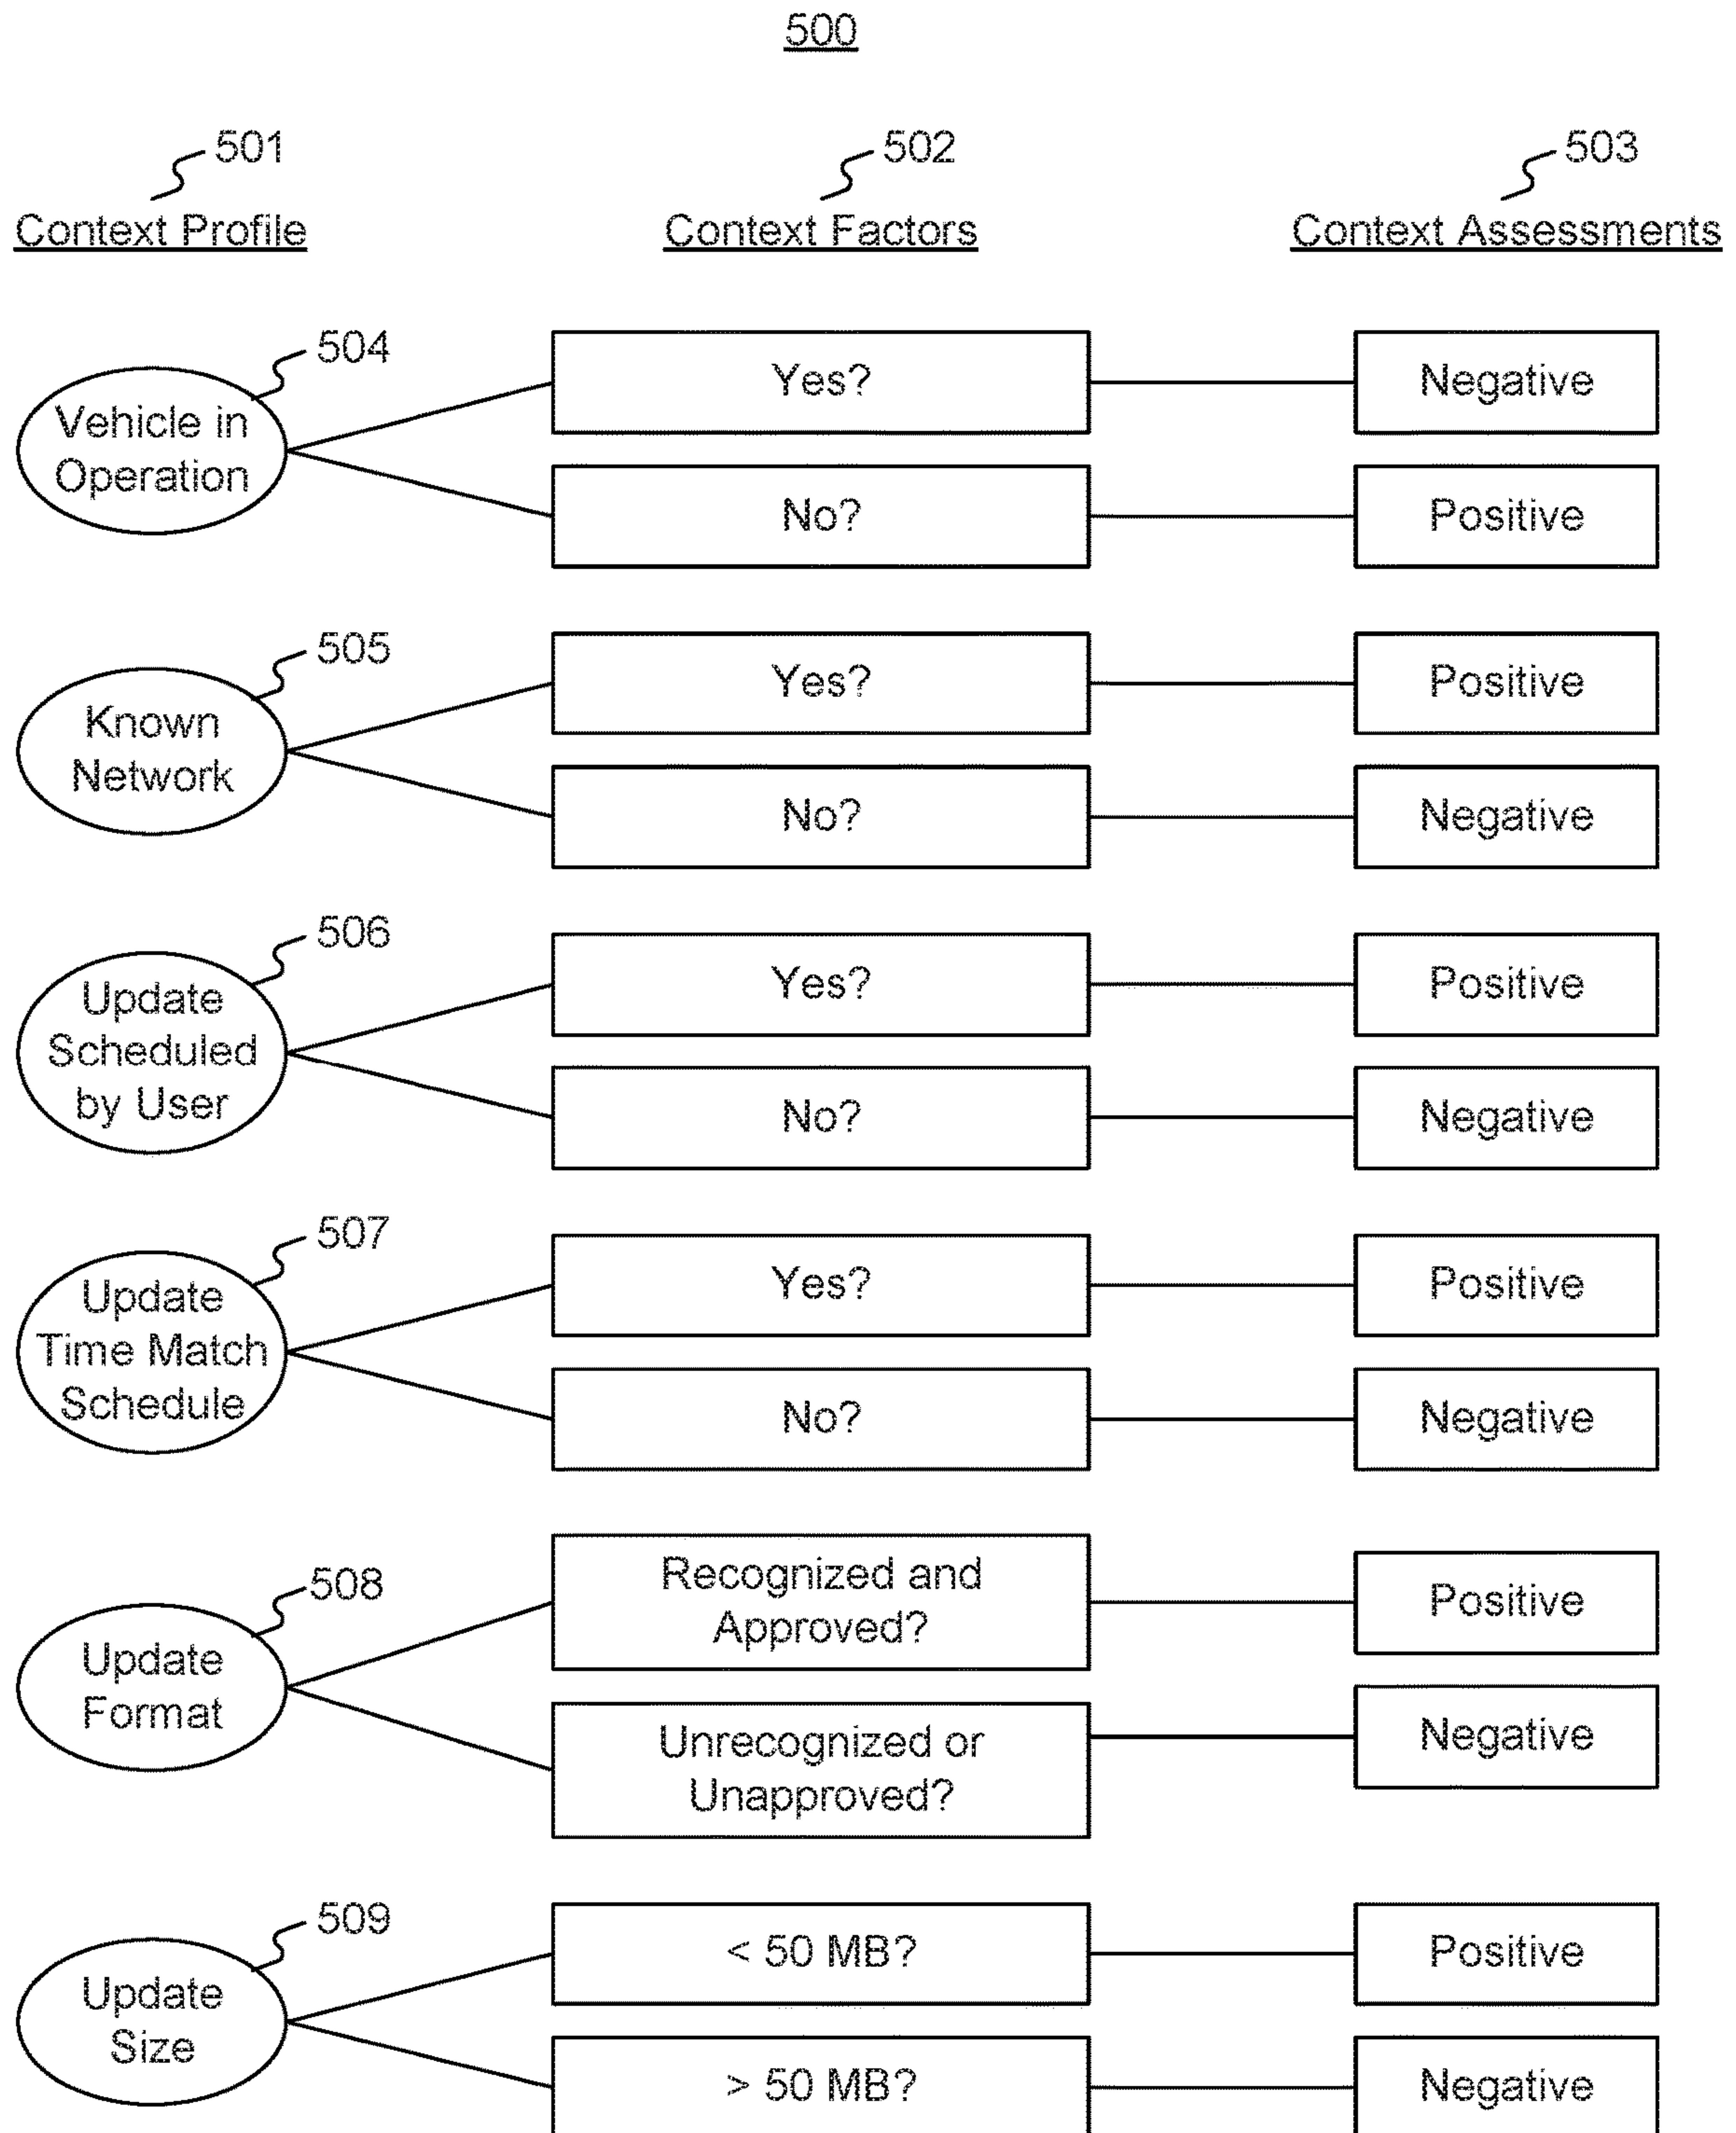 500
501
502
503
Context Profile
Context Factors
Context Assessments
504
Vehicle in
Operation
Yes?
Negative
No?
Positive
505
Known
Network
Yes?
Positive
No?
Negative
506
Update
Scheduled
by User
Yes?
Positive
No?
Negative
507
Update
Time Match
Schedule
Yes?
Positive
No?
Negative
508
Update
Format
Recognized and
Approved?
Positive
Unrecognized or
Unapproved?
Negative
509
Update
Size
< 50 MB?
Positive
> 50 MB?
Negative